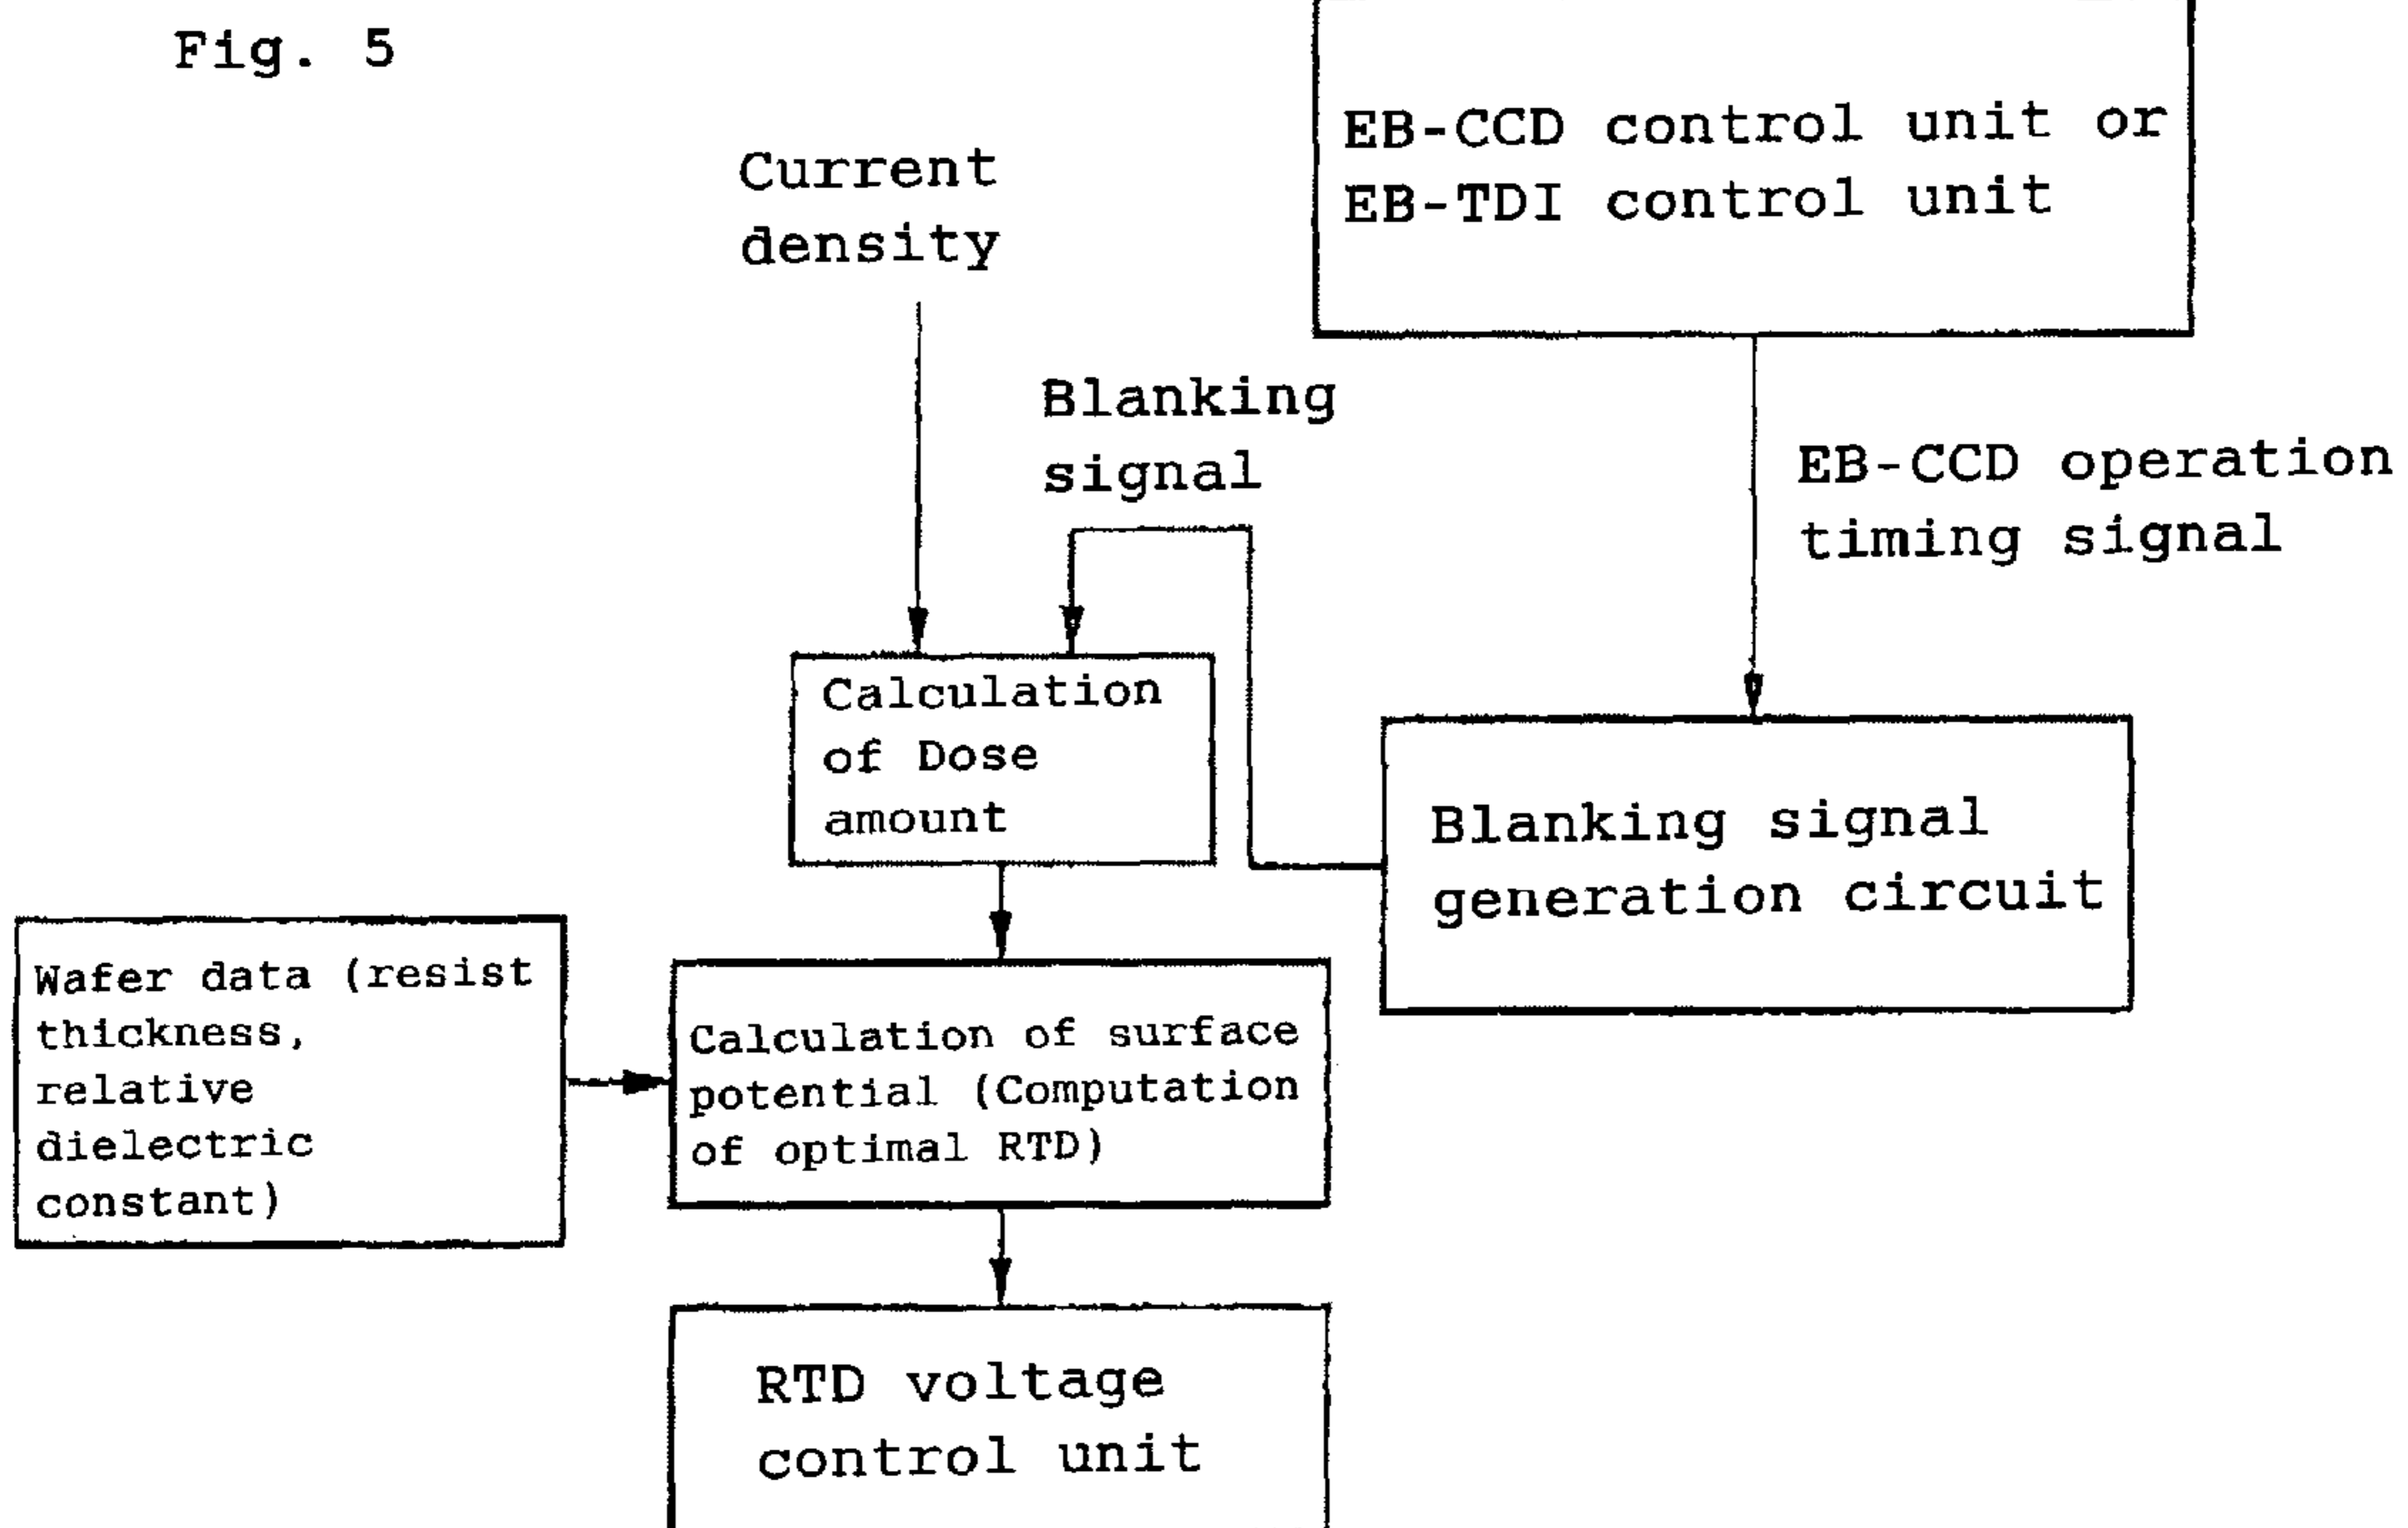 Fig. 5
EB-CCD control unit or
EB-TDI control unit
Current
density
Blanking
signal
EB-CCD operation
timing signal
Calculation
of Dose
amount
Blanking signal
generation circuit
Wafer data (resist
thickness,
relative
dielectric
constant)
Calculation of surface
potential (Computation
of optimal RTD)
RTD voltage
control unit